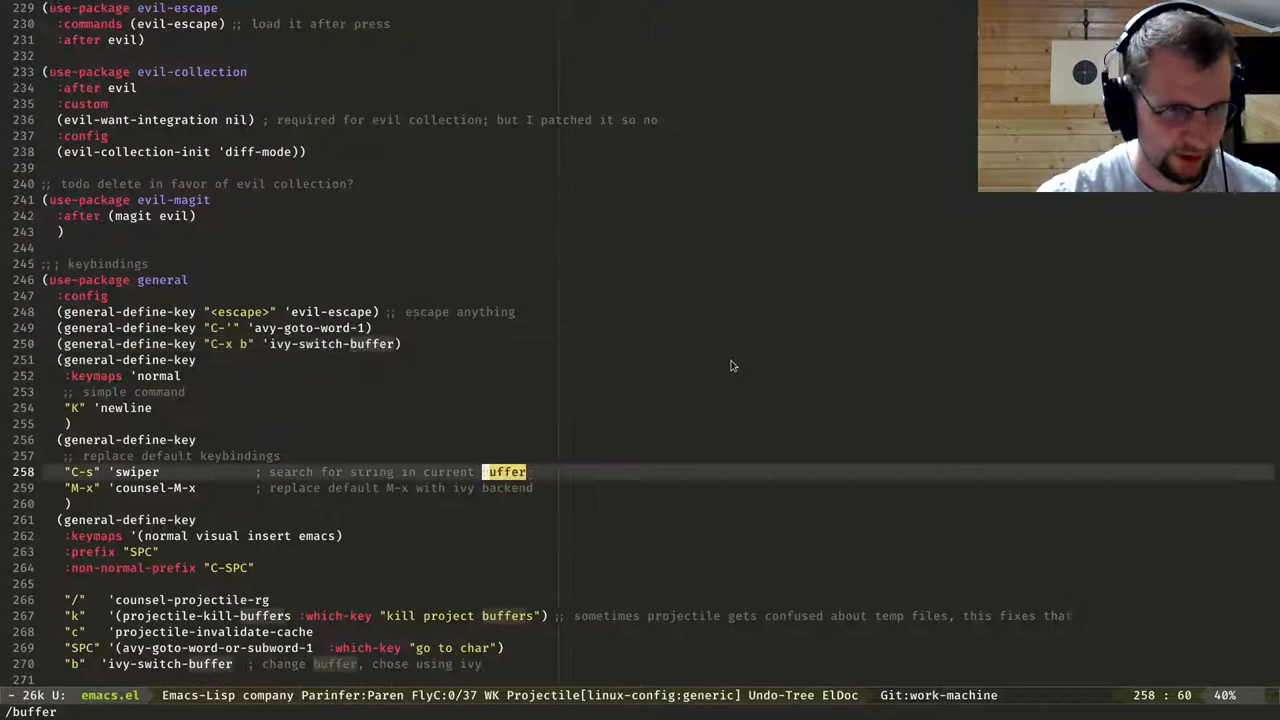 229 (use-package evil-escape
230   :commands (evil-escape) ;; load it after press
231   :after evil)
232
233 (use-package evil-collection
234   :after evil
235   :custom
236   (evil-want-integration nil) ; required for evil collection; but I patched it so no
237   :config
238   (evil-collection-init 'diff-mode))
239
240 ;; todo delete in favor of evil collection?
241 (use-package evil-magit
242   :after (magit evil)
243   )
244
245 ;;; keybindings
246 (use-package general
247   :config
248   (general-define-key "<escape>" 'evil-escape) ;; escape anything
249   (general-define-key "C-'" 'avy-goto-word-1)
250   (general-define-key "C-x b" 'ivy-switch-buffer)
251   (general-define-key
252    :keymaps 'normal
253    ;; simple command
254    "K" 'newline
255    )
256   (general-define-key
257    ;; replace default keybindings
258    "C-s" 'swiper             ; search for string in current buffer
259    "M-x" 'counsel-M-x        ; replace default M-x with ivy backend
260    )
261   (general-define-key
262    :keymaps '(normal visual insert emacs)
263    :prefix "SPC"
264    :non-normal-prefix "C-SPC"
265
266    "/"   'counsel-projectile-rg
267    "k"   '(projectile-kill-buffers :which-key "kill project buffers") ;; sometimes projectile gets confused about temp files, this fixes that
268    "c"   'projectile-invalidate-cache
269    "SPC" '(avy-goto-word-or-subword-1  :which-key "go to char")
270    "b"  'ivy-switch-buffer  ; change buffer, chose using ivy
271
- 26k U: emacs.el Emacs-Lisp company Parinfer:Paren FlyC:0/37 WK Projectile[linux-config:generic] Undo-Tree ElDoc Git:work-machine 258 : 60 40%
/buffer